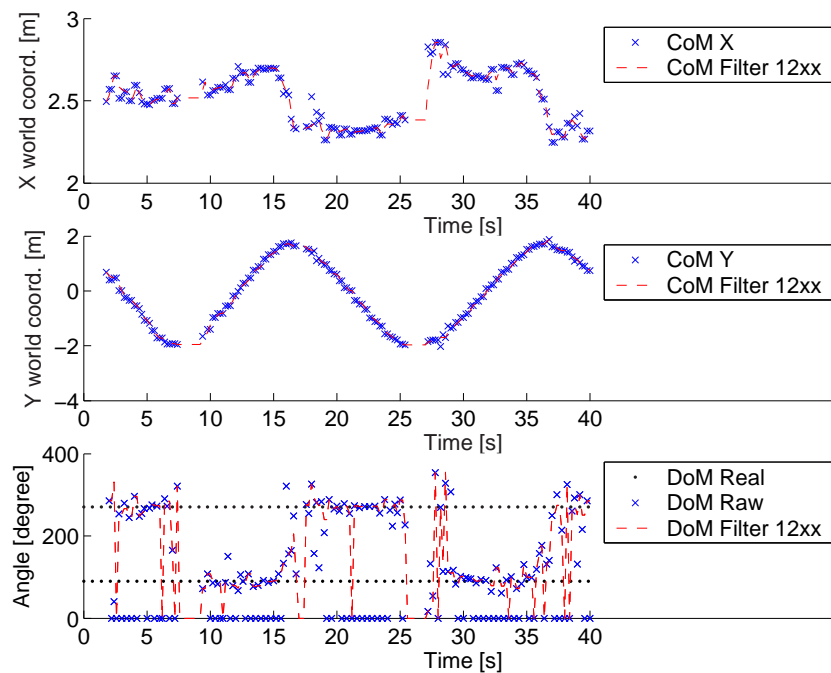 3
2.5
2
X world coord. [m]
0 5 10 15 20 25 30 35 40
Time [s]
CoM X
CoM Filter 12xx
2
0
−2
−4
Y world coord. [m]
0 5 10 15 20 25 30 35 40
Time [s]
CoM Y
CoM Filter 12xx
400
200
0
Angle [degree]
0 5 10 15 20 25 30 35 40
Time [s]
DoM Real
DoM Raw
DoM Filter 12xx